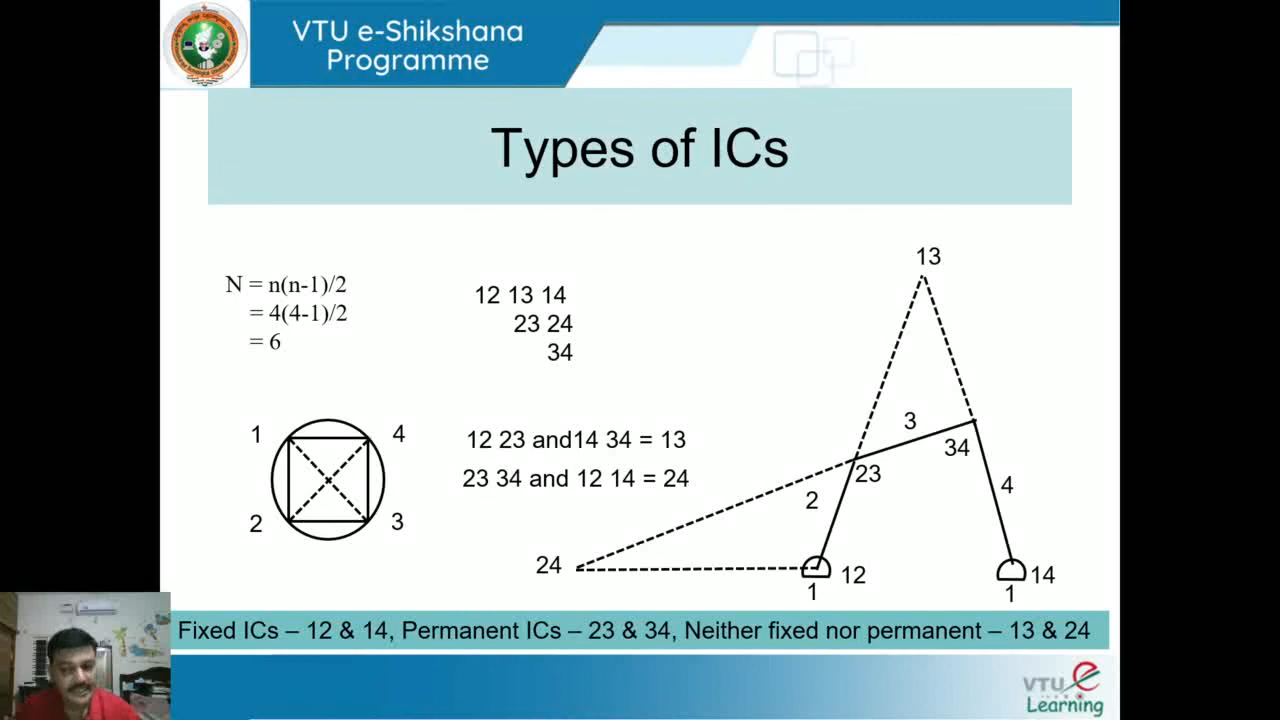 VTU e-Shikshana
Programme
Types of ICs
N = n(n-1)/2
= 4(4-1)/2
= 6
12 13 14
23 24
34
1
4
2
3
12 23 and14 34 = 13
23 34 and 12 14 = 24
13
3
34
23
2
4
24
12
1
14
1
Fixed ICs – 12 & 14, Permanent ICs – 23 & 34, Neither fixed nor permanent – 13 & 24
VTU e
Learning